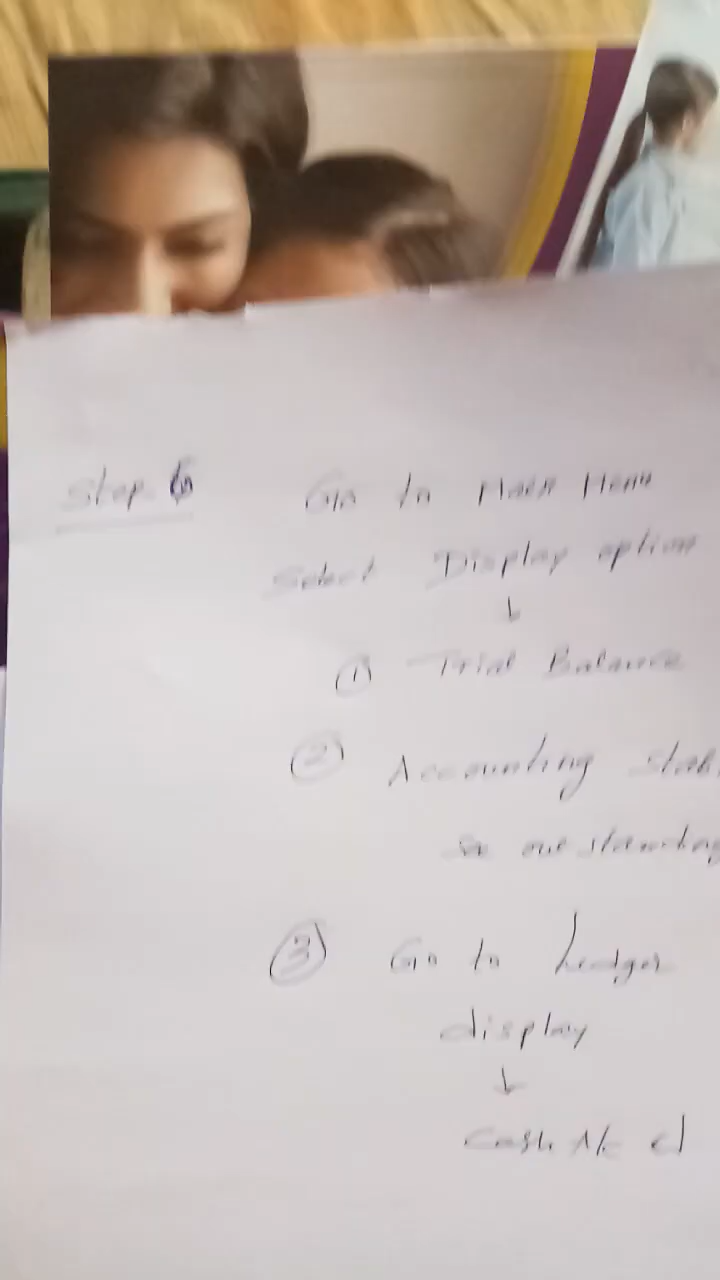 Step 6 Go to Main Menu
Select Display option
↓
① Trial Balance
② Accounting
outstanding
③ Go to Ledger
display
↓
Cash A/c